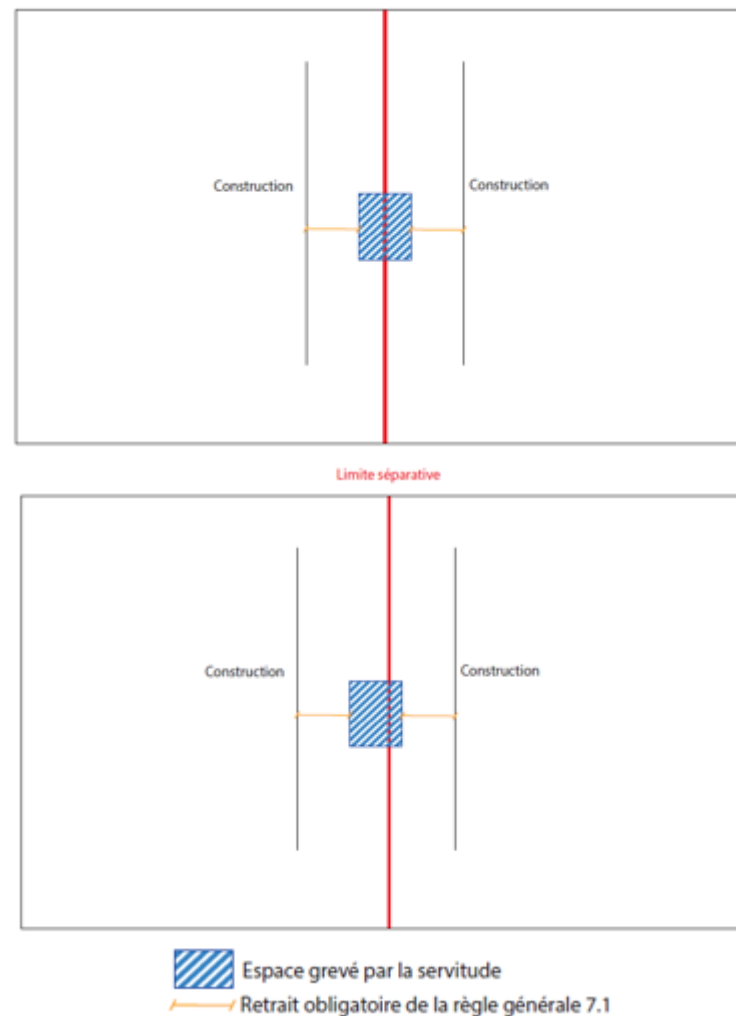 Construction
Construction
Limite séparative
Construction
Construction
Espace grevé par la servitude
Retrait obligatoire de la règle générale 7.1